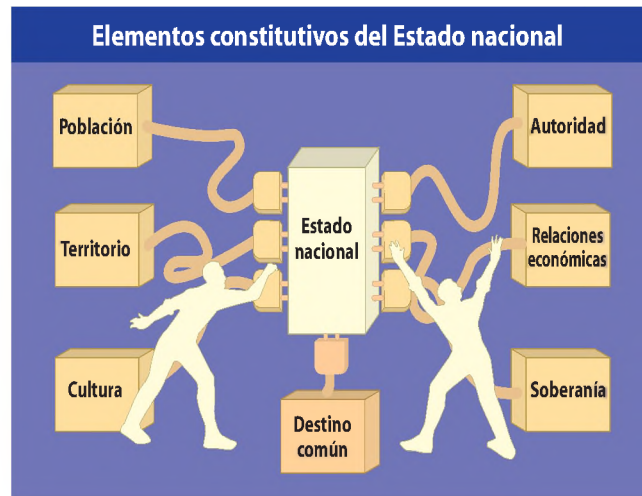 Elementos constitutivos del Estado nacional
Población
Autoridad
Estado
nacional
Territorio
Relaciones
económicas
Cultura
Destino
común
Soberanía